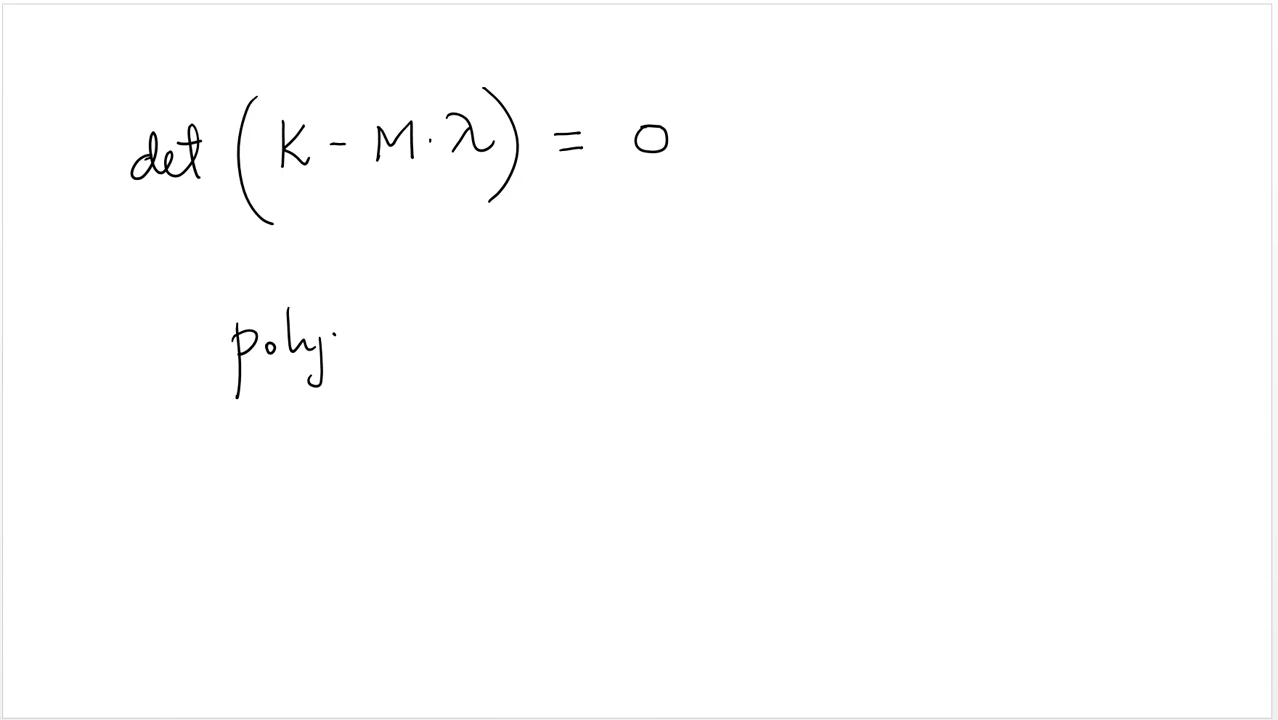 det (K - M · λ) = 0
poly